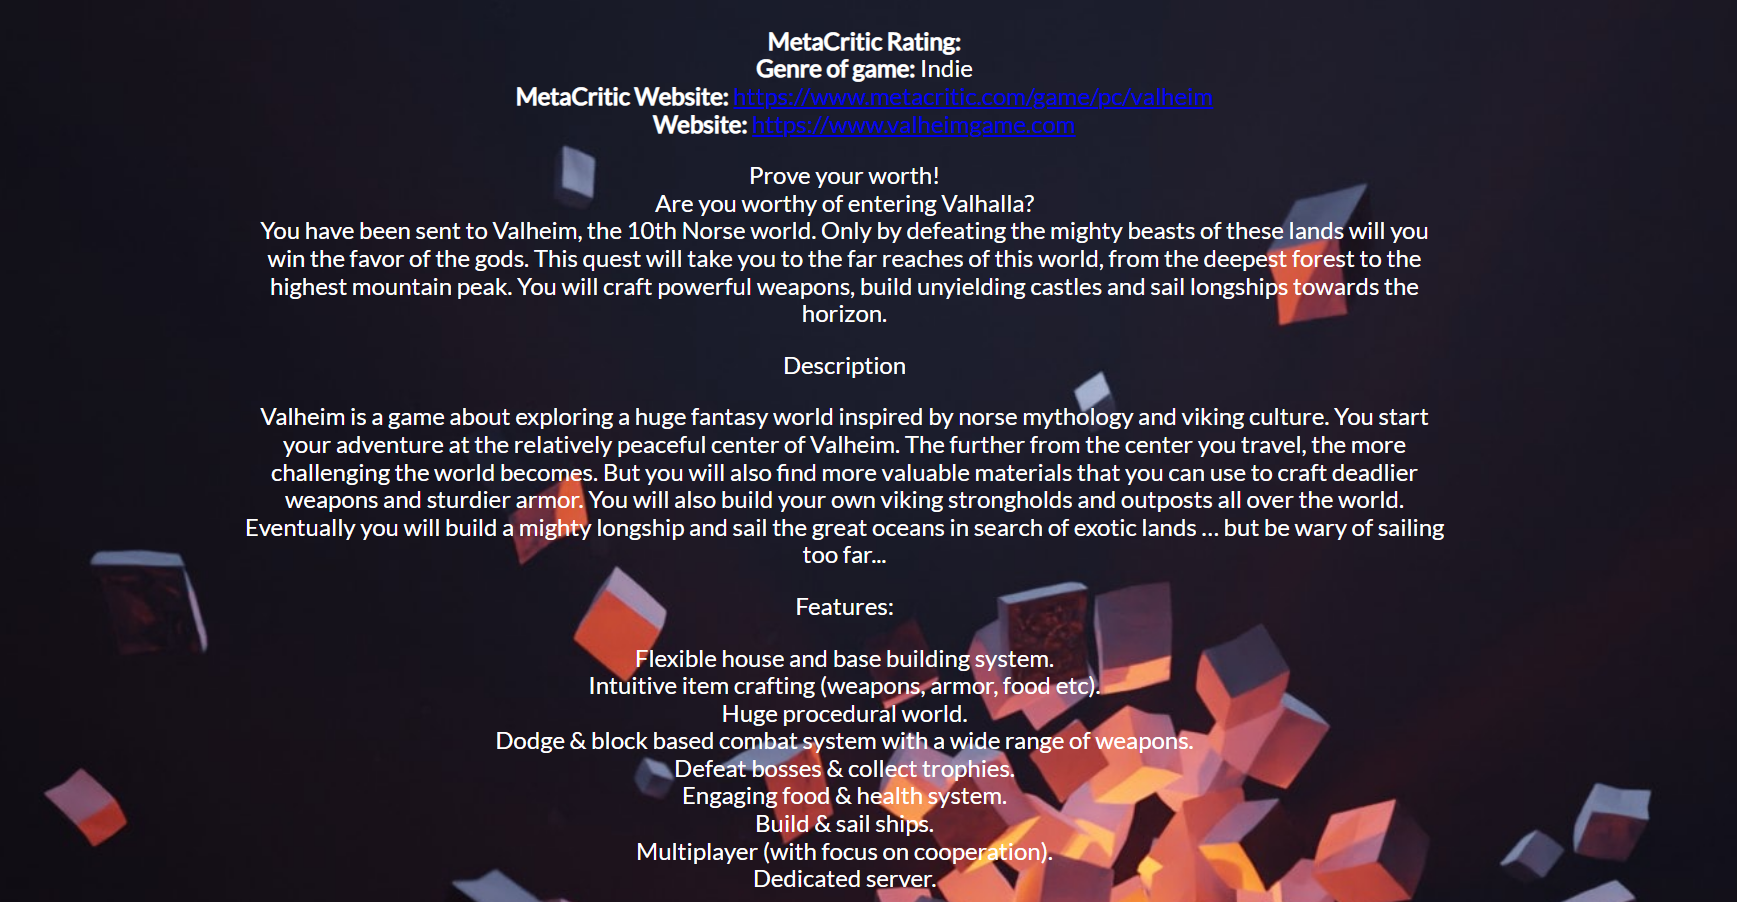 MetaCritic Rating:
Genre of game: Indie
MetaCritic Website: https://www.metacritic.com/game/pc/valheim
Website: https://www.valheimgame.com
Prove your worth!
Are you worthy of entering Valhalla?
You have been sent to Valheim, the 10th Norse world. Only by defeating the mighty beasts of these lands will you
win the favor of the gods. This quest will take you to the far reaches of this world, from the deepest forest to the
highest mountain peak. You will craft powerful weapons, build unyielding castles and sail longships towards the
horizon.
Description
Valheim is a game about exploring a huge fantasy world inspired by norse mythology and viking culture. You start
your adventure at the relatively peaceful center of Valheim. The further from the center you travel, the more
challenging the world becomes. But you will also find more valuable materials that you can use to craft deadlier
weapons and sturdier armor. You will also build your own viking strongholds and outposts all over the world.
Eventually you will build a mighty longship and sail the great oceans in search of exotic lands … but be wary of sailing
too far...
Features:
Flexible house and base building system.
Intuitive item crafting (weapons, armor, food etc).
Huge procedural world.
Dodge & block based combat system with a wide range of weapons.
Defeat bosses & collect trophies.
Engaging food & health system.
Build & sail ships.
Multiplayer (with focus on cooperation).
Dedicated server.